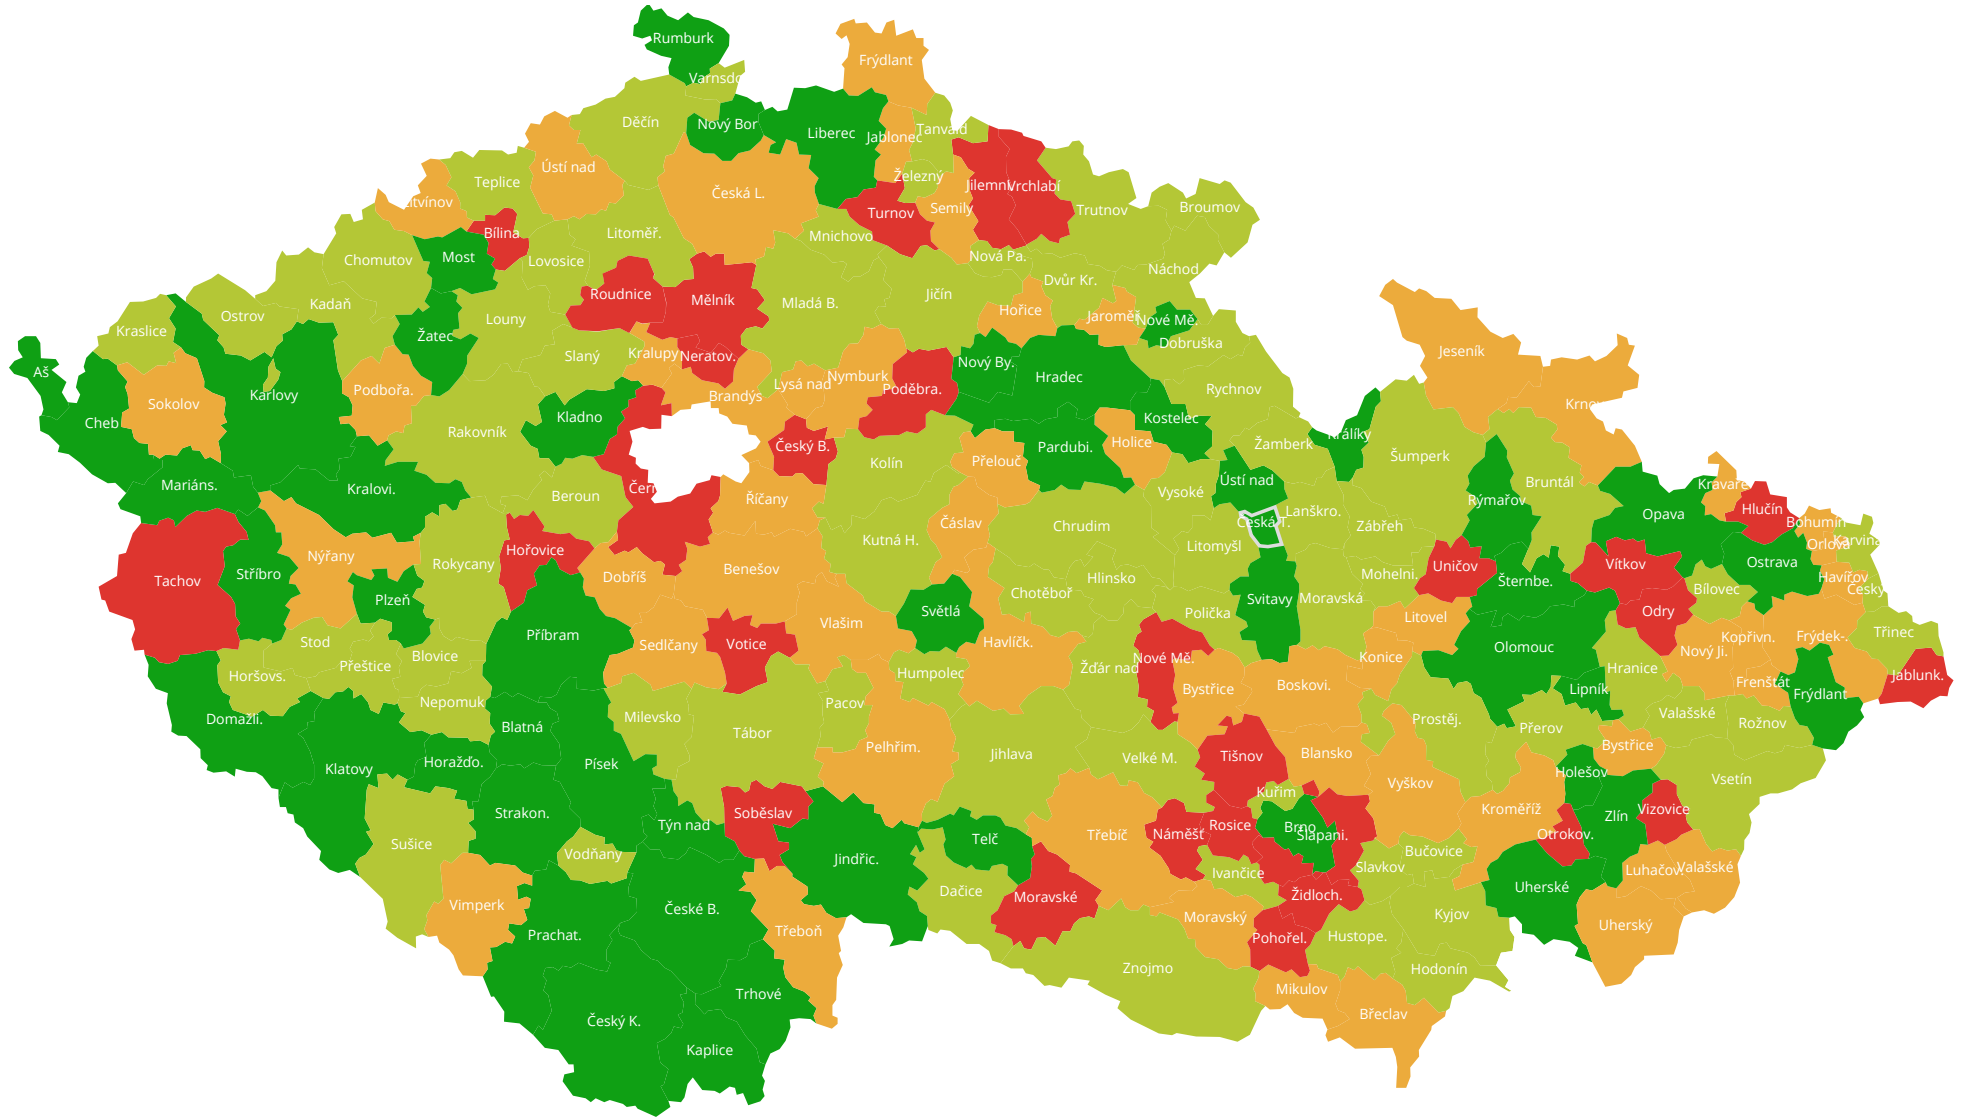 Rumburk
Frýdlant
Varnsdo
Děčín
Nový Bor
Liberec
Jablonec
Tanvald
Ústí nad
Teplice
Železný
Jilemni
Vrchlabí
Česká L.
Litvínov
Semily
Turnov
Trutnov
Broumov
Bílina
Litoměř.
Mnichovo
Most
Chomutov
Lovosice
Nová Pa.
Náchod
Dvůr Kr.
Roudnice
Mělník
Mladá B.
Jičín
Kadaň
Hořice
Jaroměř
Nové Mě.
Ostrov
Louny
Kraslice
Žatec
Dobruška
Jeseník
Slaný
Kralupy
Neratov.
Nový By.
Aš
Hradec
Nymburk
Lysá nad
Poděbra.
Rychnov
Podbořa.
Karlovy
Brandýs
Sokolov
Krnov
Kladno
Kostelec
Cheb
Rakovník
Králíky
Holice
Žamberk
Český B.
Pardubi.
Přelouč
Kolín
Šumperk
Ústí nad
Bruntál
Mariáns.
Kralovi.
Čern
Kravaře
Vysoké
Beroun
Říčany
Rýmařov
Hlučín
Lanškro.
Opava
Bohumín
Česká T.
Čáslav
Chrudim
Zábřeh
Kutná H.
Karviná
Orlová
Litomyšl
Hořovice
Nýřany
Rokycany
Uničov
Vítkov
Ostrava
Benešov
Stříbro
Dobříš
Mohelni.
Hlinsko
Havířov
Tachov
Šternbe.
Bílovec
Český
Chotěboř
Plzeň
Svitavy
Moravská
Světlá
Polička
Odry
Litovel
Vlašim
Příbram
Kopřivn.
Frýdek-.
Třinec
Stod
Sedlčany
Votice
Havlíčk.
Olomouc
Nový Ji.
Blovice
Konice
Nové Mě.
Přeštice
Žďár nad
Hranice
Humpolec
Horšovs.
Jablunk.
Frenštát
Boskovi.
Bystřice
Lipník
Frýdlant
Nepomuk
Pacov
Valašské
Milevsko
Domažli.
Prostěj.
Rožnov
Blatná
Přerov
Tábor
Pelhřim.
Bystřice
Blansko
Jihlava
Tišnov
Velké M.
Horažďo.
Písek
Klatovy
Holešov
Vsetín
Vyškov
Kuřim
Kroměříž
Vizovice
Strakon.
Soběslav
Zlín
Týn nad
Rosice
Brno
Náměšť
Třebíč
Šlapani.
Otrokov.
Telč
Sušice
Bučovice
Vodňany
Jindřic.
Slavkov
Valašské
Luhačov.
Ivančice
Uherské
Dačice
Židloch.
Moravské
Vimperk
České B.
Kyjov
Moravský
Uherský
Třeboň
Prachat.
Hustope.
Pohořel.
Znojmo
Hodonín
Mikulov
Trhové
Břeclav
Český K.
Kaplice